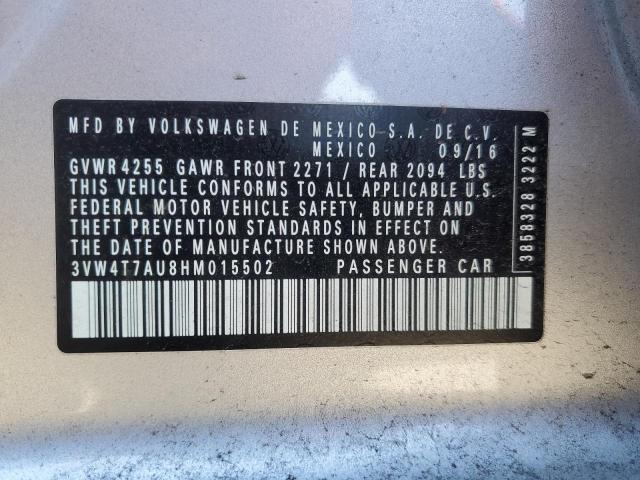 MFD BY VOLKSWAGEN DE MEXICO S.A. DE C.V.
MEXICO 09/16
GVWR 4255 GAWR FRONT 2271 / REAR 2094 LBS
THIS VEHICLE CONFORMS TO ALL APPLICABLE U.S.
FEDERAL MOTOR VEHICLE SAFETY, BUMPER AND
THEFT PREVENTION STANDARDS IN EFFECT ON
THE DATE OF MANUFACTURE SHOWN ABOVE.
3VW4T7AU8HM015502 PASSENGER CAR
3858328 3222 M